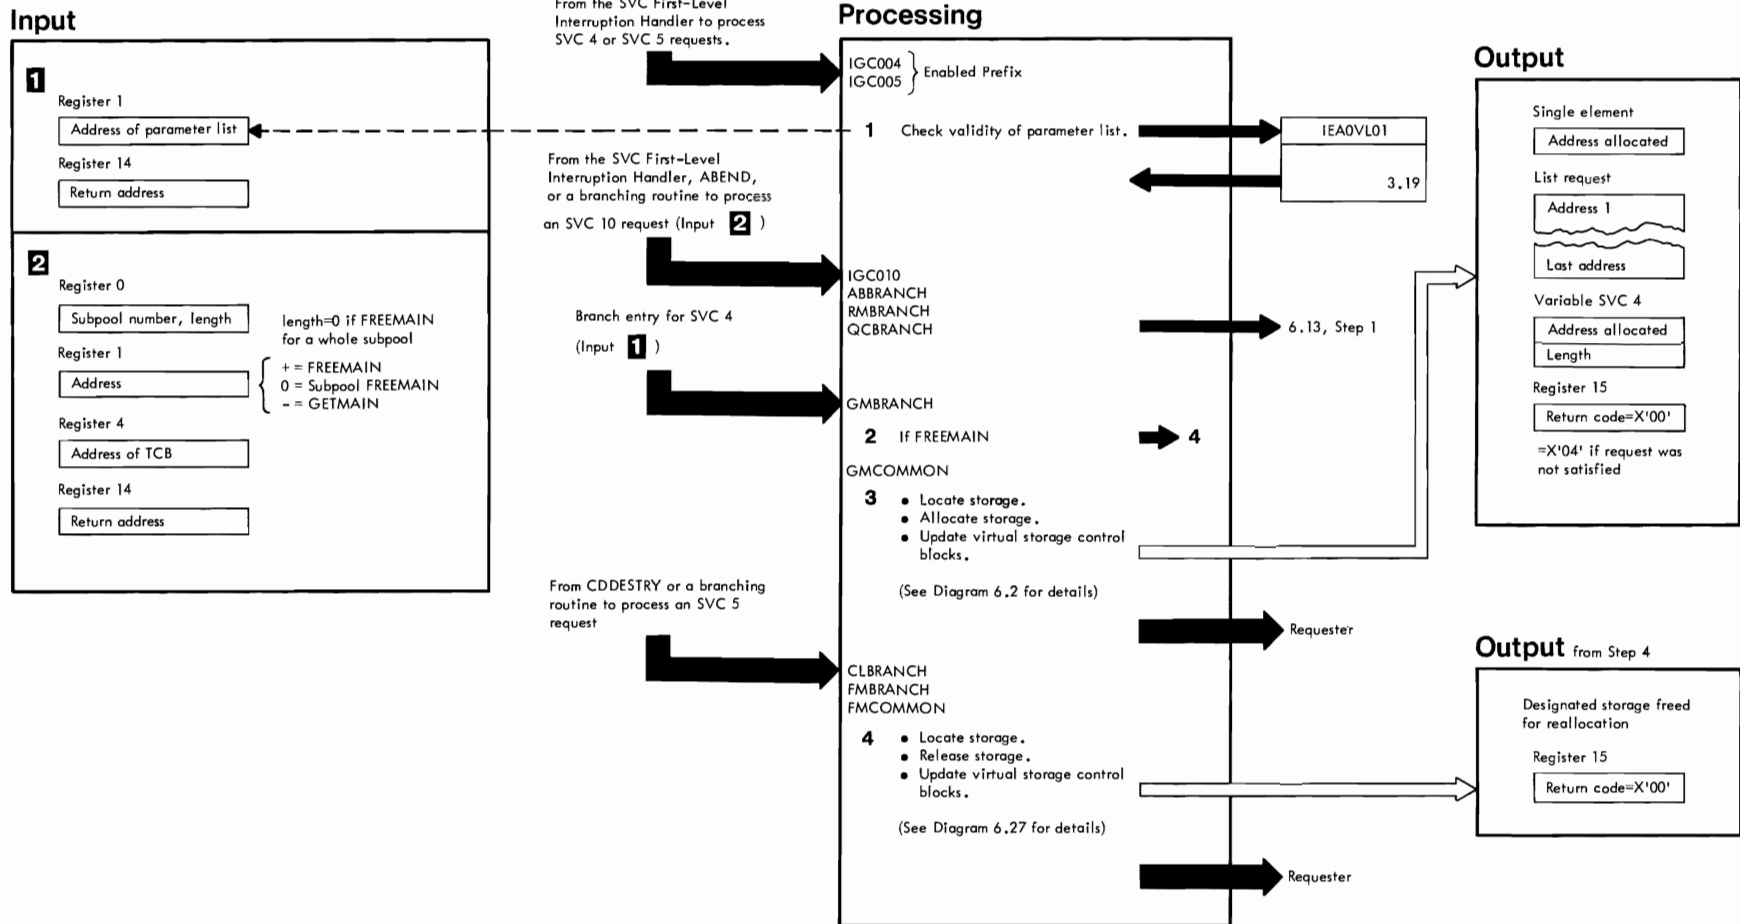 Input
1
Register 1
Address of parameter list
Register 14
Return address
2
Register 0
Subpool number, length
length=0 if FREEMAIN
for a whole subpool
Register 1
Address
+ = FREEMAIN
0 = Subpool FREEMAIN
- = GETMAIN
Register 4
Address of TCB
Register 14
Return address
From the SVC First-Level
Interruption Handler to process
SVC 4 or SVC 5 requests.
From the SVC First-Level
Interruption Handler, ABEND,
or a branching routine to process
an SVC 10 request (Input 2 )
Branch entry for SVC 4
(Input 1 )
From CDDESTRY or a branching
routine to process an SVC 5
request
Processing
IGC004
IGC005
Enabled Prefix
1 Check validity of parameter list.
IEA0VL01
3.19
IGC010
ABBRANCH
RMBRANCH
QCBRANCH
6.13, Step 1
GMBRANCH
2 If FREEMAIN
4
GMCOMMON
3 • Locate storage.
• Allocate storage.
• Update virtual storage control
blocks.
(See Diagram 6.2 for details)
Requester
CLBRANCH
FMBRANCH
FMCOMMON
4 • Locate storage.
• Release storage.
• Update virtual storage control
blocks.
(See Diagram 6.27 for details)
Requester
Output
Single element
Address allocated
List request
Address 1
Last address
Variable SVC 4
Address allocated
Length
Register 15
Return code=X'00'
=X'04' if request was
not satisfied
Output from Step 4
Designated storage freed
for reallocation
Register 15
Return code=X'00'